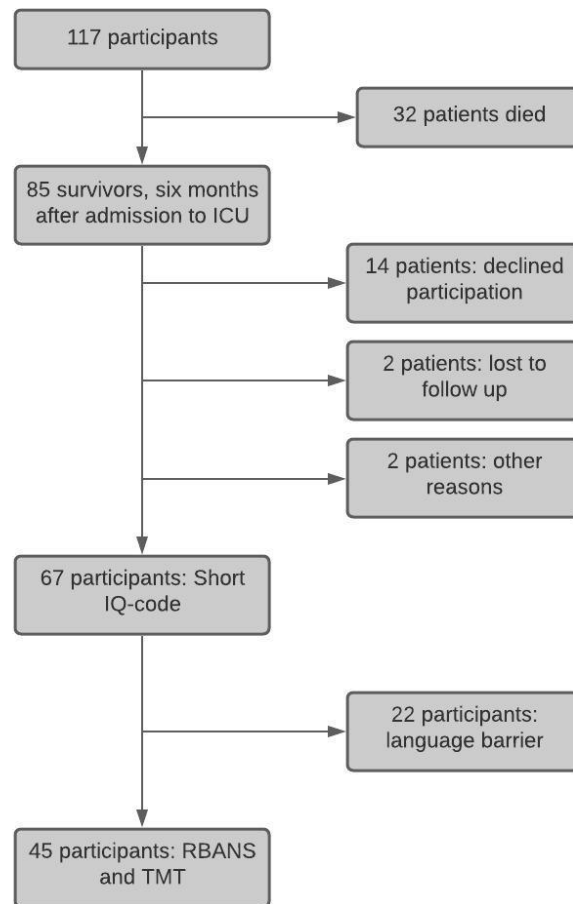 117 participants
32 patients died
85 survivors, six months
after admission to ICU
14 patients: declined
participation
2 patients: lost to
follow up
2 patients: other
reasons
67 participants: Short
IQ-code
22 participants:
language barrier
45 participants: RBANS
and TMT